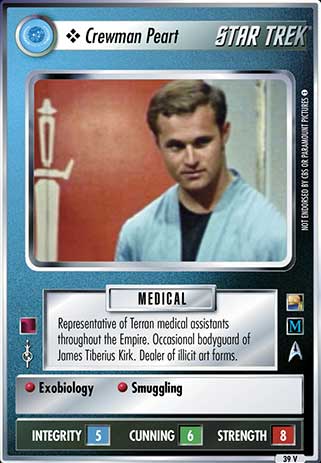 ❖ Crewman Peart
STAR TREK
NOT ENDORSED BY CBS OR PARAMOUNT PICTURES
MEDICAL
Representative of Terran medical assistants
throughout the Empire. Occasional bodyguard of
James Tiberius Kirk. Dealer of illicit art forms.
M
Exobiology Smuggling
INTEGRITY 5 CUNNING 6 STRENGTH 8
39 V